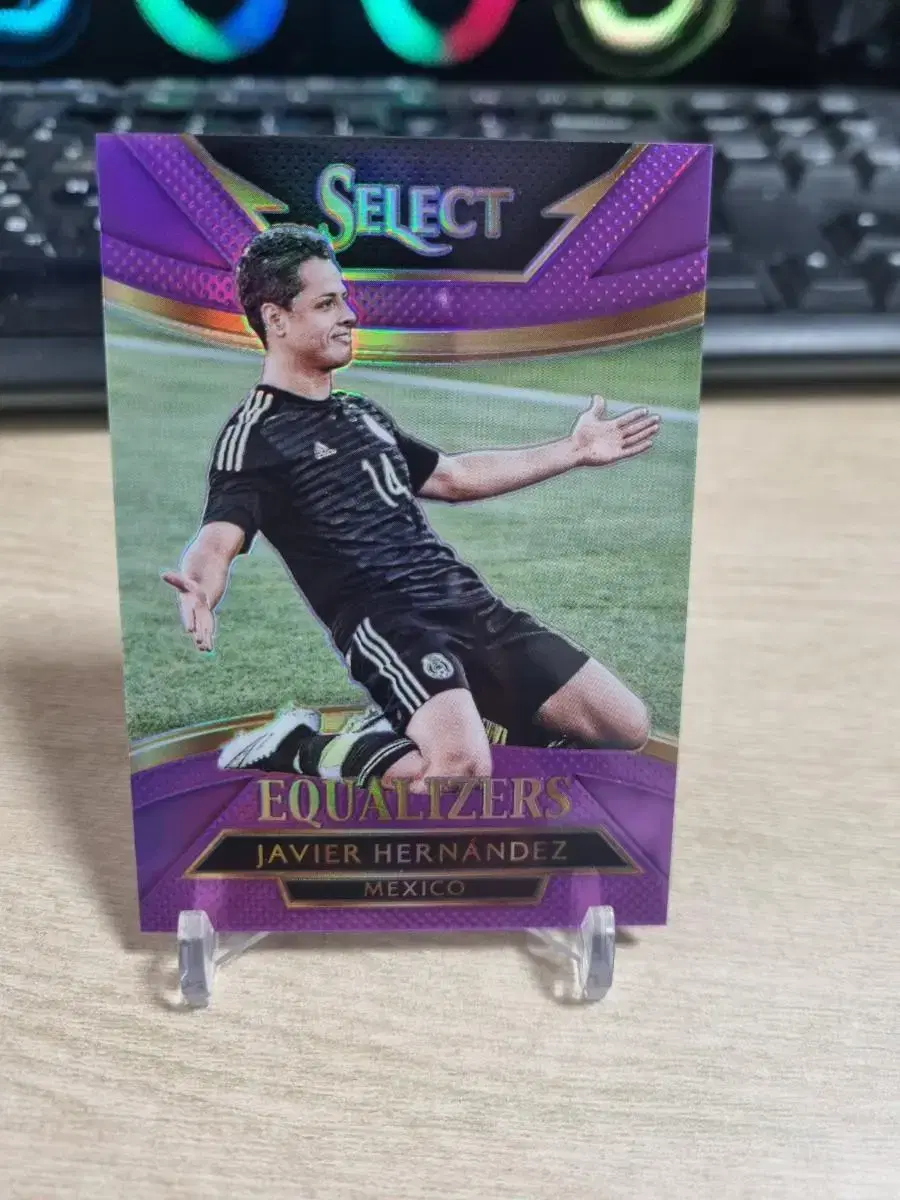 SELECT
14
EQUALIZERS
JAVIER HERNÁNDEZ
MEXICO